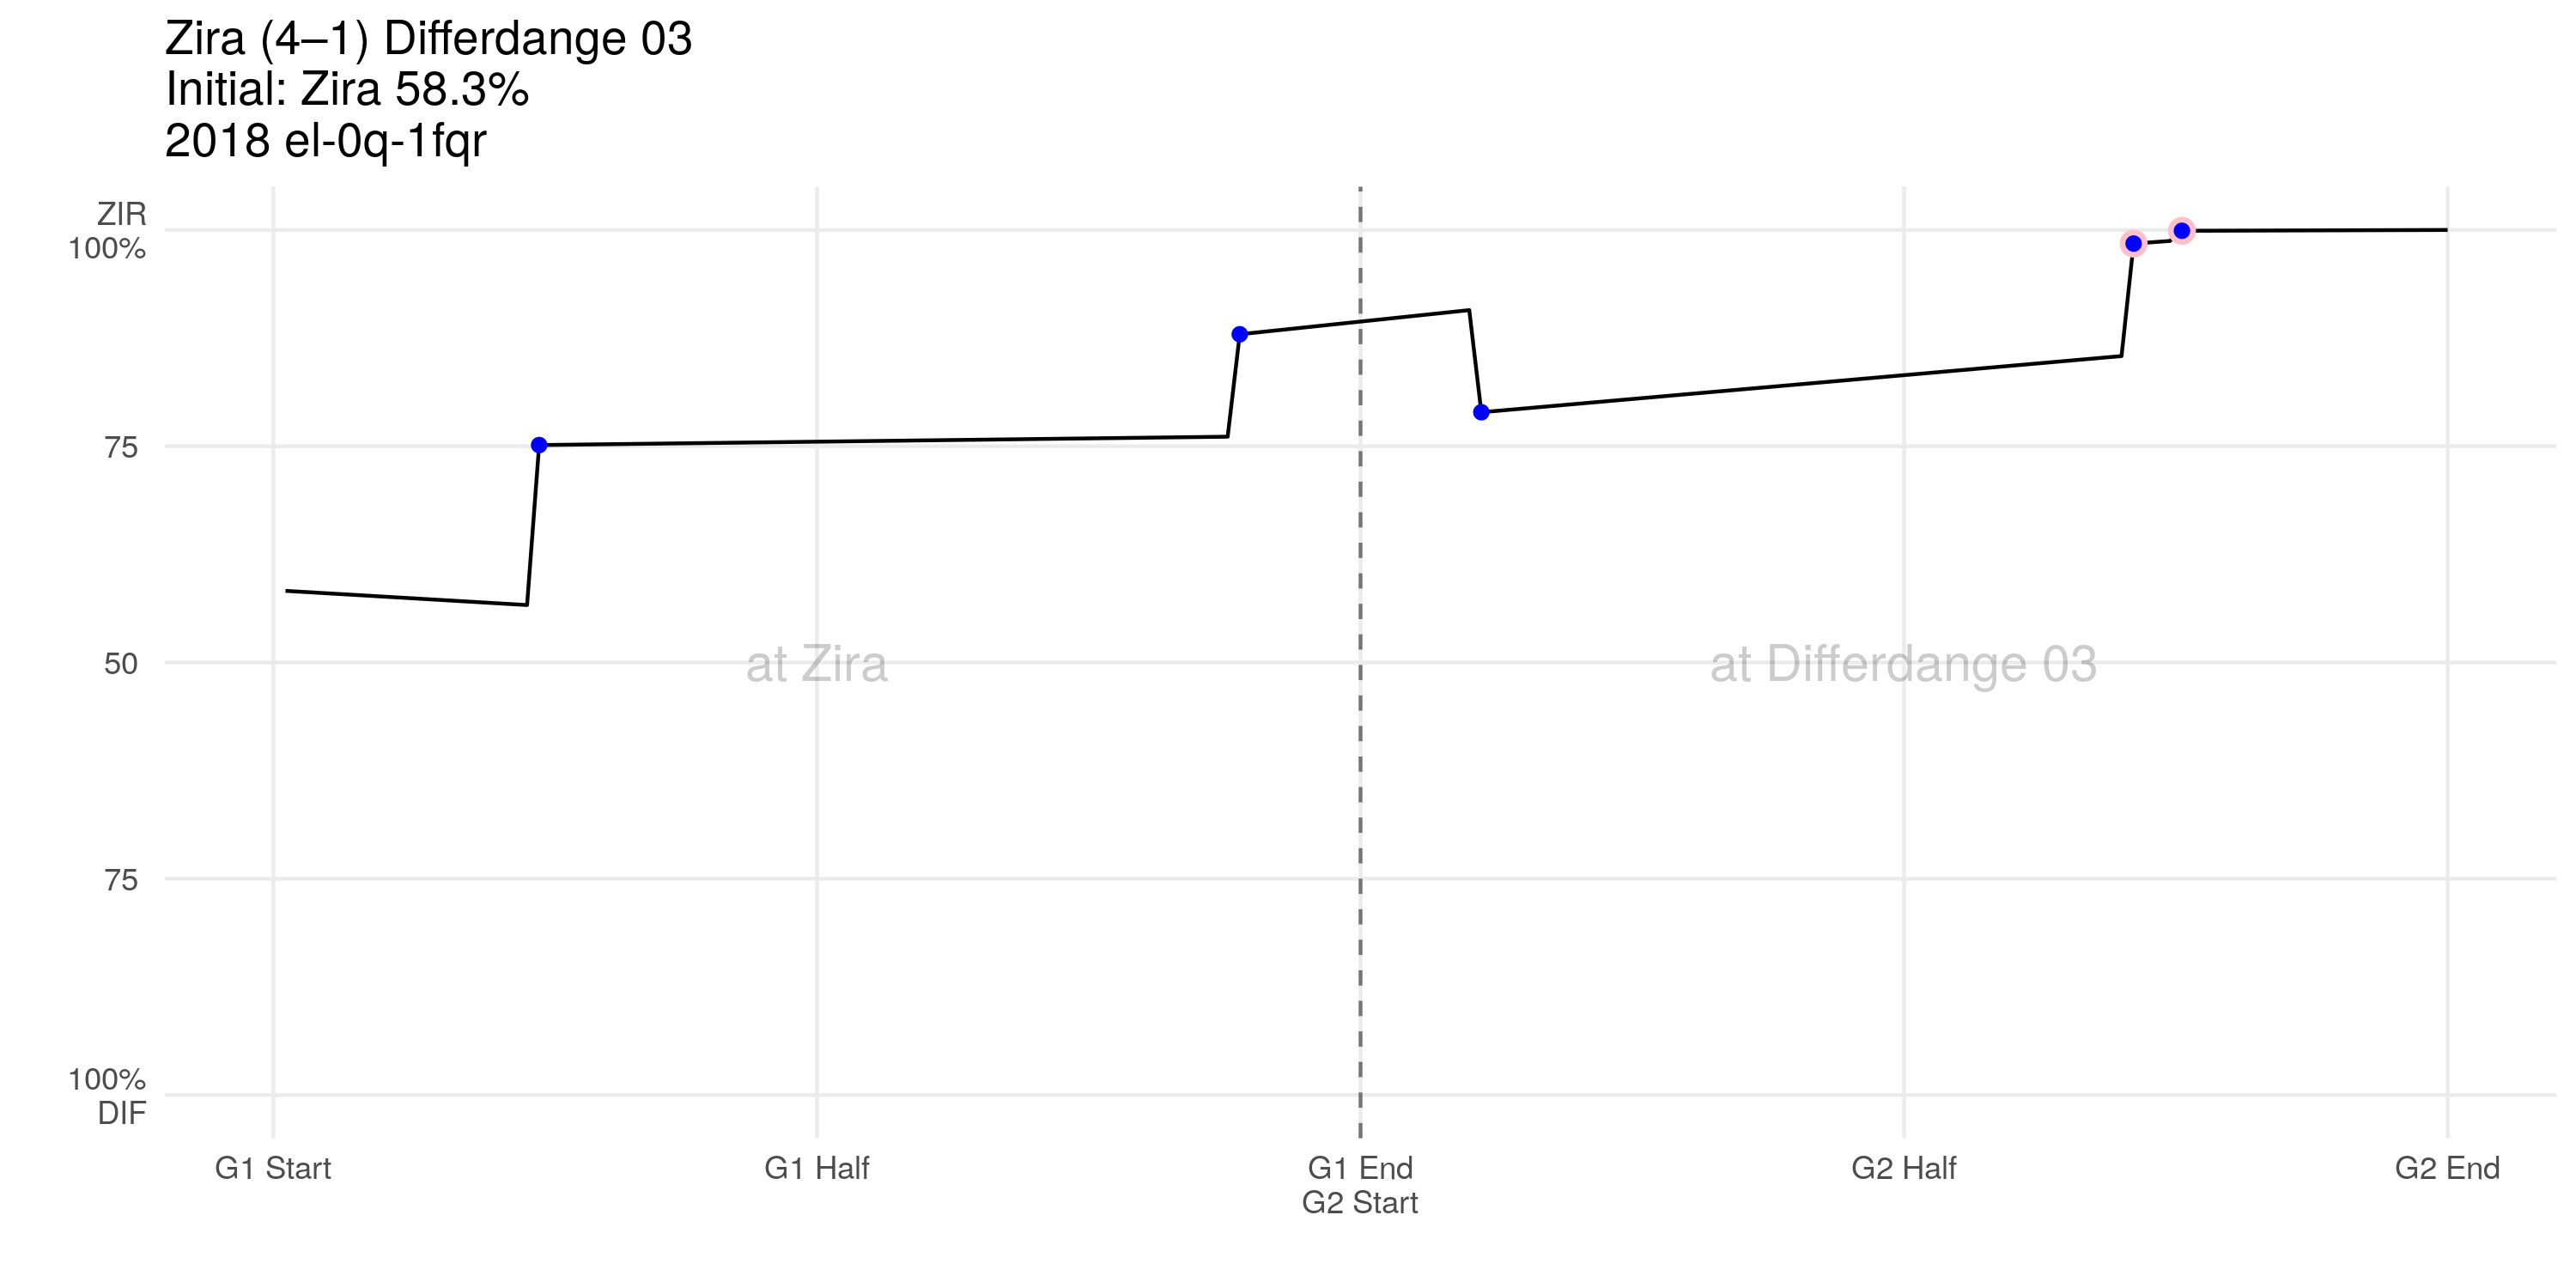 Zira (4–1) Differdange 03
Initial: Zira 58.3%
2018 el-0q-1fqr
ZIR
100%
75
50
75
100%
DIF
at Zira
at Differdange 03
G1 Start
G1 Half
G1 End
G2 Start
G2 Half
G2 End